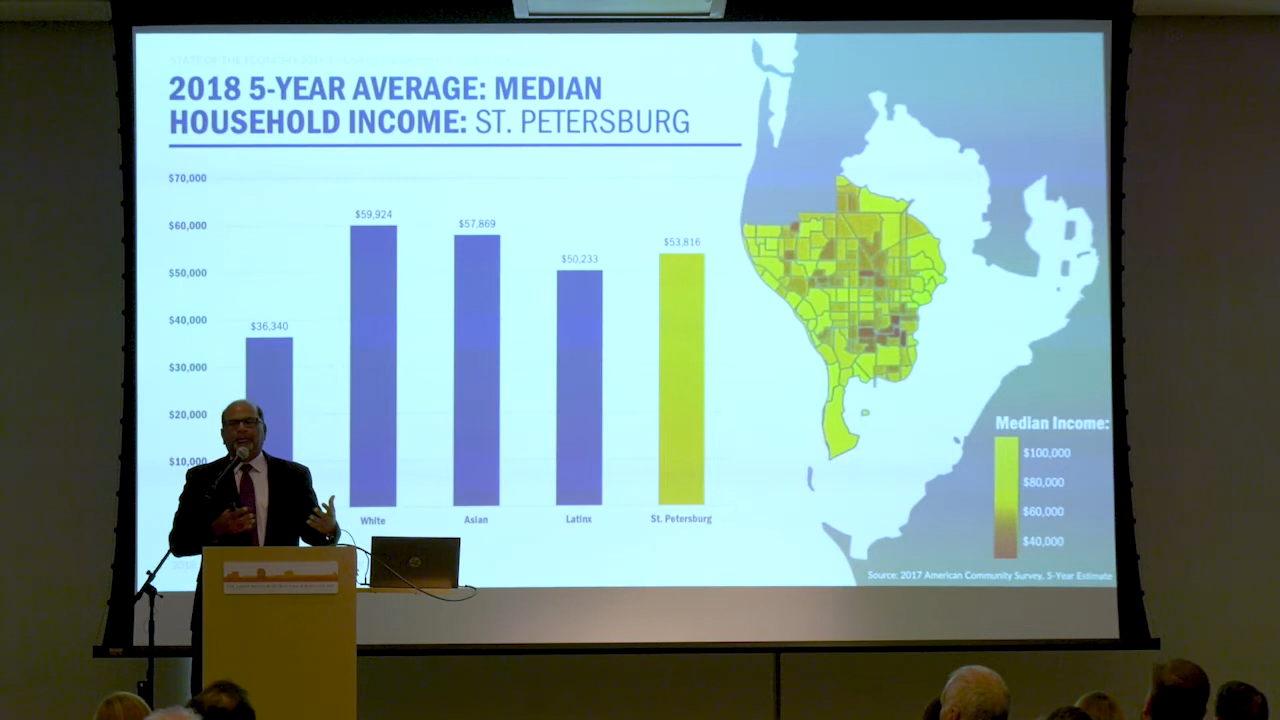 2018 5-YEAR AVERAGE: MEDIAN
HOUSEHOLD INCOME: ST. PETERSBURG
$70,000
$60,000
$50,000
$40,000
$30,000
$20,000
$10,000
$36,340
$59,924
$57,869
$50,233
$53,816
White
Asian
Latinx
St. Petersburg
Median Income:
$100,000
$80,000
$60,000
$40,000
Source: 2017 American Community Survey, 5-Year Estimate